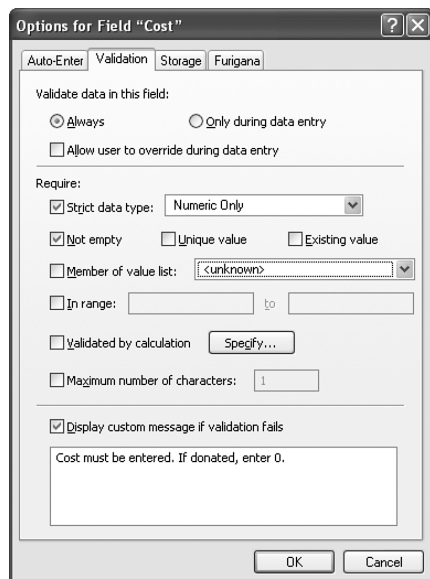 Options for Field “Cost”
Auto-Enter Validation Storage Furigana
Validate data in this field:
Always Only during data entry
Allow user to override during data entry
Require:
Strict data type: Numeric Only
Not empty Unique value Existing value
Member of value list: <unknown>
In range: to
Validated by calculation Specify...
Maximum number of characters: 1
Display custom message if validation fails
Cost must be entered. If donated, enter 0.
OK Cancel